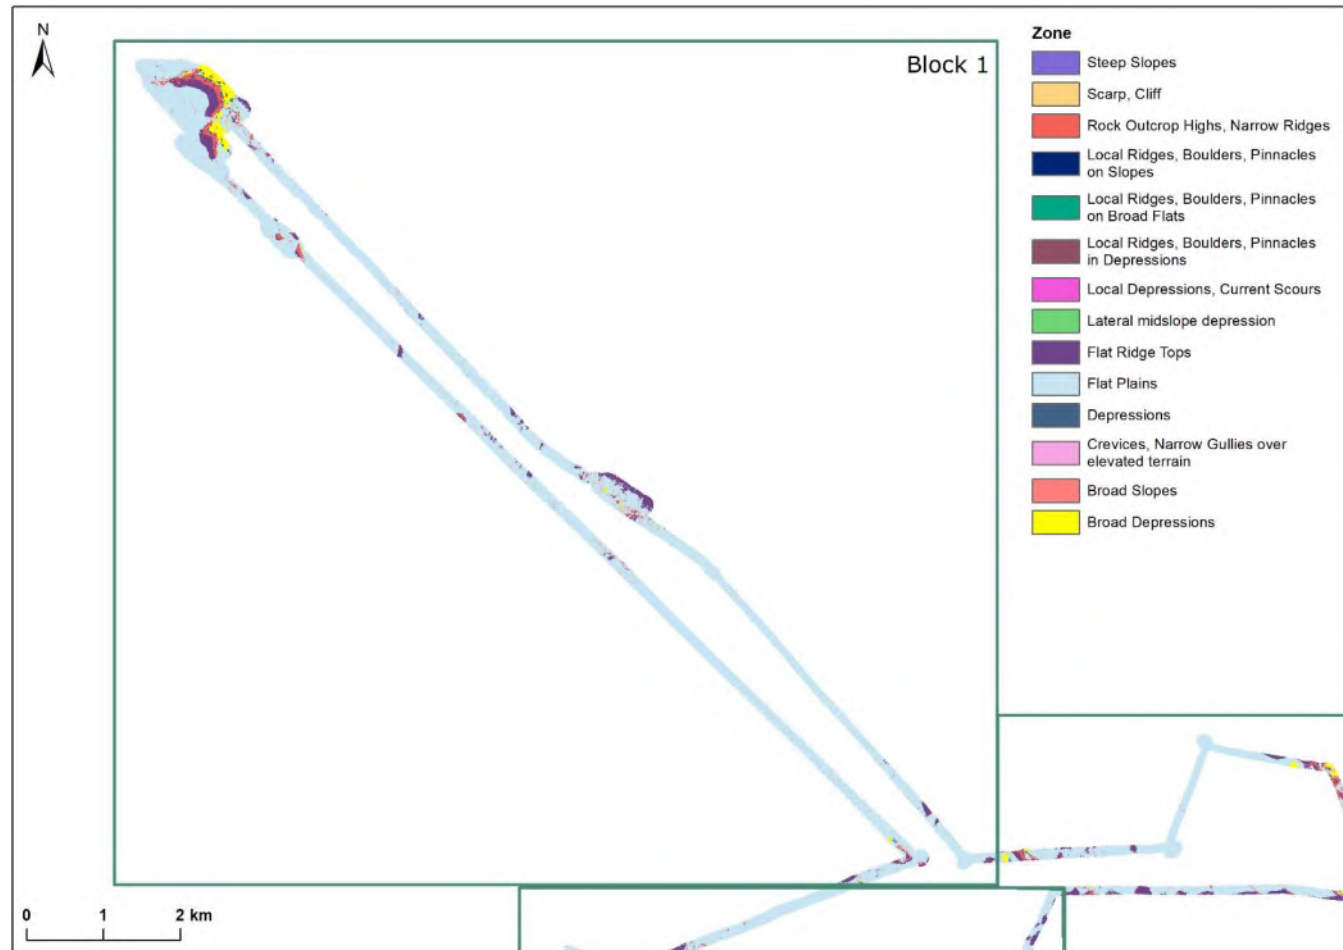 N
Block 1
Zone
Steep Slopes
Scarp, Cliff
Rock Outcrop Highs, Narrow Ridges
Local Ridges, Boulders, Pinnacles
on Slopes
Local Ridges, Boulders, Pinnacles
on Broad Flats
Local Ridges, Boulders, Pinnacles
in Depressions
Local Depressions, Current Scours
Lateral midslope depression
Flat Ridge Tops
Flat Plains
Depressions
Crevices, Narrow Gullies over
elevated terrain
Broad Slopes
Broad Depressions
0 1 2 km